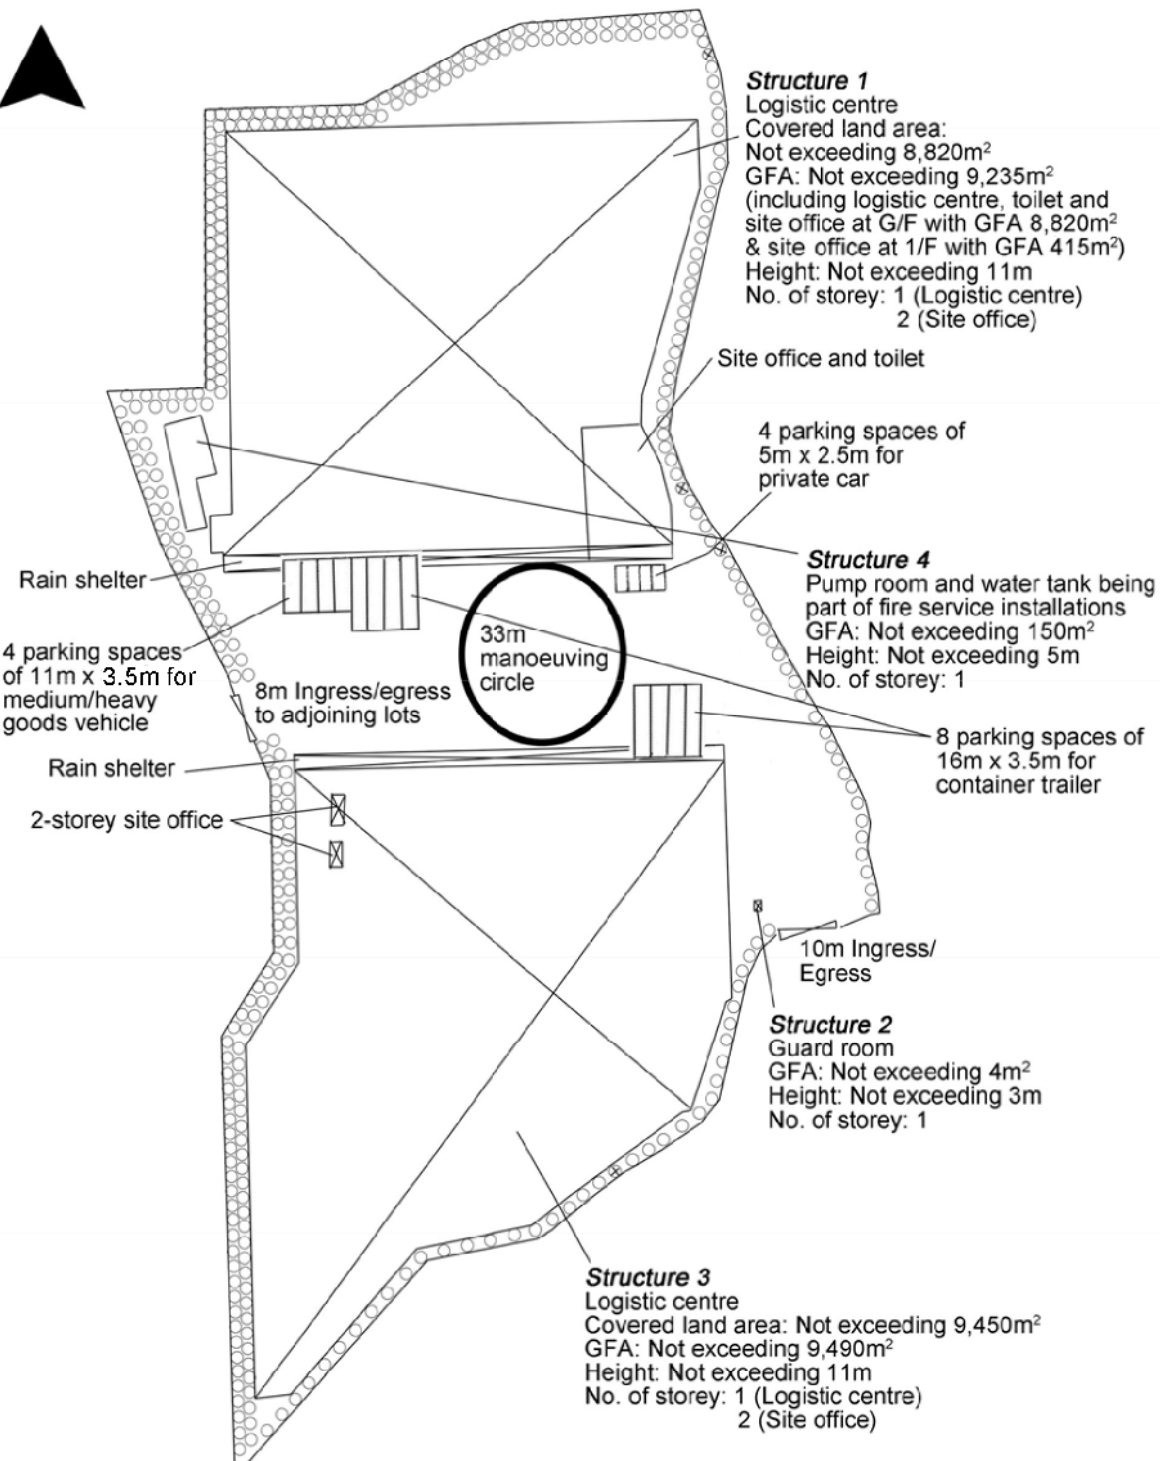 Structure 1
Logistic centre
Covered land area:
Not exceeding 8,820m²
GFA: Not exceeding 9,235m²
(including logistic centre, toilet and
site office at G/F with GFA 8,820m²
& site office at 1/F with GFA 415m²)
Height: Not exceeding 11m
No. of storey: 1 (Logistic centre)
2 (Site office)
Site office and toilet
4 parking spaces of
5m x 2.5m for
private car
Structure 4
Pump room and water tank being
part of fire service installations
GFA: Not exceeding 150m²
Height: Not exceeding 5m
No. of storey: 1
Rain shelter
4 parking spaces
of 11m x 3.5m for
medium/heavy
goods vehicle
33m
manoeuving
circle
8m Ingress/egress
to adjoining lots
8 parking spaces of
16m x 3.5m for
container trailer
Rain shelter
2-storey site office
10m Ingress/
Egress
Structure 2
Guard room
GFA: Not exceeding 4m²
Height: Not exceeding 3m
No. of storey: 1
Structure 3
Logistic centre
Covered land area: Not exceeding 9,450m²
GFA: Not exceeding 9,490m²
Height: Not exceeding 11m
No. of storey: 1 (Logistic centre)
2 (Site office)